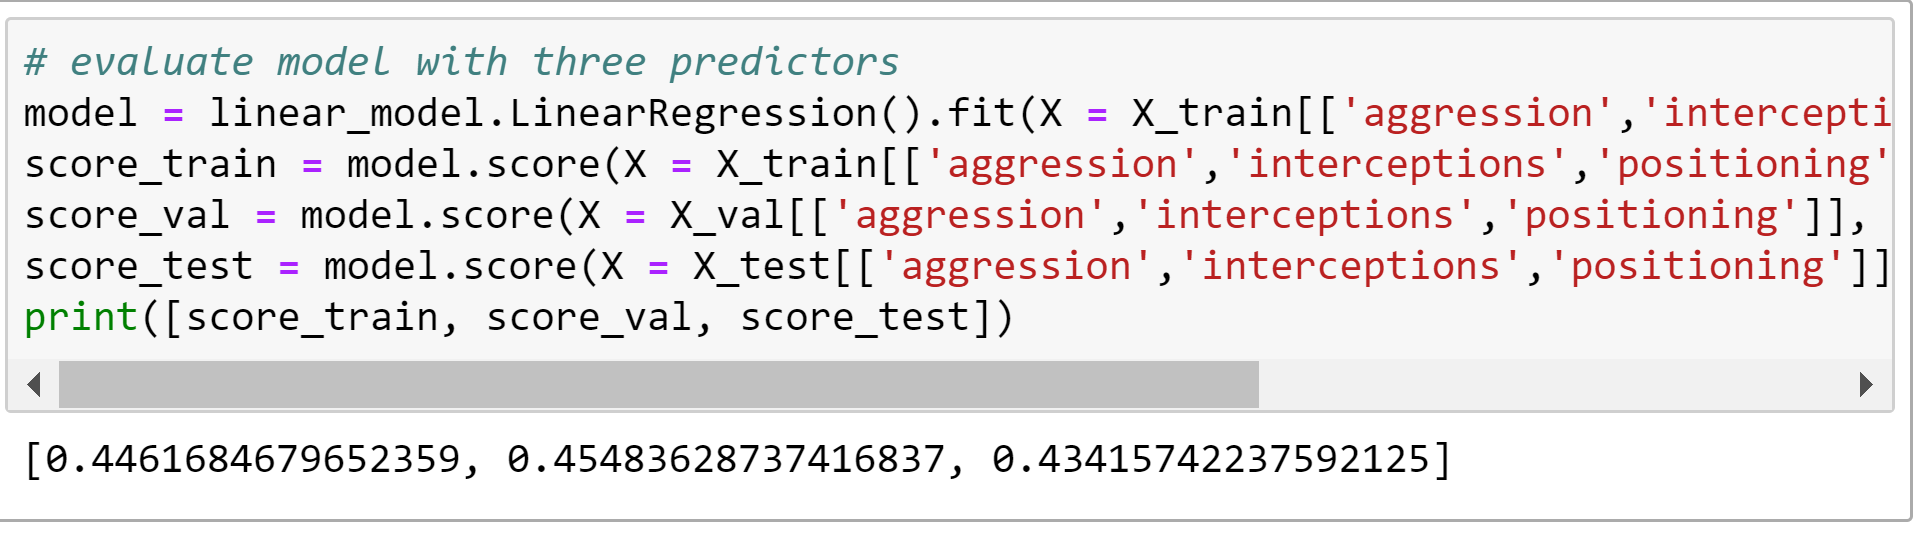 # evaluate model with three predictors
model = linear_model.LinearRegression().fit(X = X_train[['aggression','intercepti
score_train = model.score(X = X_train[['aggression','interceptions','positioning'
score_val = model.score(X = X_val[['aggression','interceptions','positioning']],
score_test = model.score(X = X_test[['aggression','interceptions','positioning']]
print([score_train, score_val, score_test])
[0.4461684679652359, 0.45483628737416837, 0.43415742237592125]